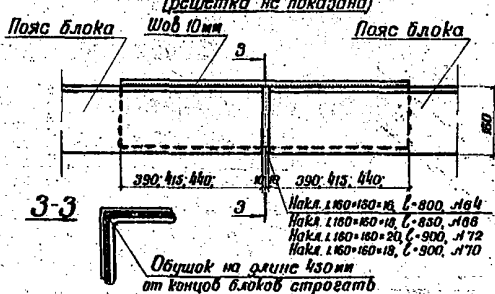 (решетка не показана)
Пояс блока
Шов 10мм
Пояс блока
3
160
390; 415; 440;
10 10
390; 415; 440;
3
3-3
Накл. L160×160×16, ℓ=800, №64
Накл. L160×160×18, ℓ=850, №68
Накл. L160×160×20, ℓ=900, №72
Накл. L160×160×18, ℓ=900, №70
Обушок на длине 450мм
от концов блоков строгать